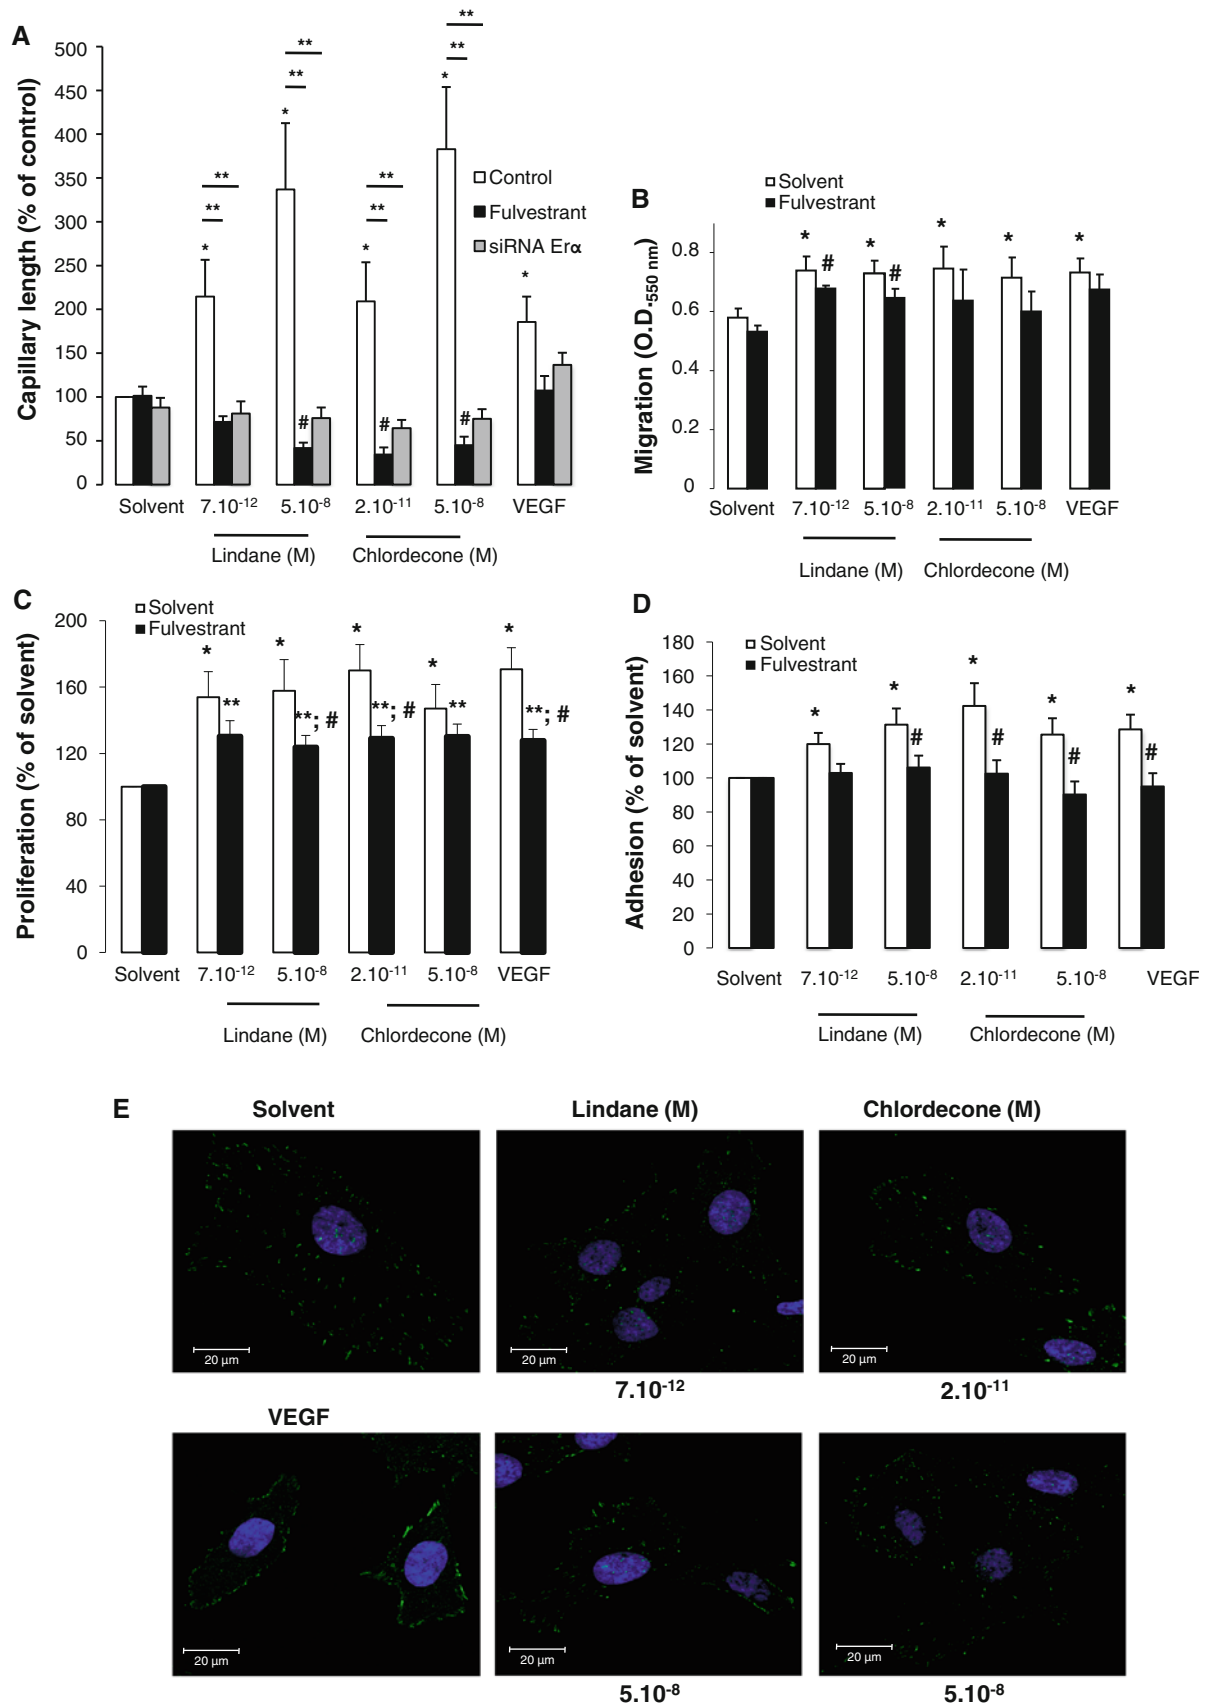 A
Capillary length (% of control)
500
450
400
350
300
250
200
150
100
50
0
** ** ** ** ** ** ** **
* * * * *
# # #
Control
Fulvestrant
siRNA Erα
Solvent 7.10-12 5.10-8 2.10-11 5.10-8 VEGF
Lindane (M) Chlordecone (M)
B
Migration (O.D.550 nm)
Solvent
Fulvestrant
0.8
0.6
0.4
0.2
0
* # * # * * *
Solvent 7.10-12 5.10-8 2.10-11 5.10-8 VEGF
Lindane (M) Chlordecone (M)
C
Proliferation (% of solvent)
Solvent
Fulvestrant
200
160
120
80
40
0
* ** * **; # * **; # * ** * **; #
Solvent 7.10-12 5.10-8 2.10-11 5.10-8 VEGF
Lindane (M) Chlordecone (M)
D
Adhesion (% of solvent)
Solvent
Fulvestrant
180
160
140
120
100
80
60
40
20
0
* * # * # * # * #
Solvent 7.10-12 5.10-8 2.10-11 5.10-8 VEGF
Lindane (M) Chlordecone (M)
E
Solvent Lindane (M) Chlordecone (M)
20 µm 20 µm 20 µm
7.10-12 2.10-11
VEGF
20 µm 20 µm 20 µm
5.10-8 5.10-8